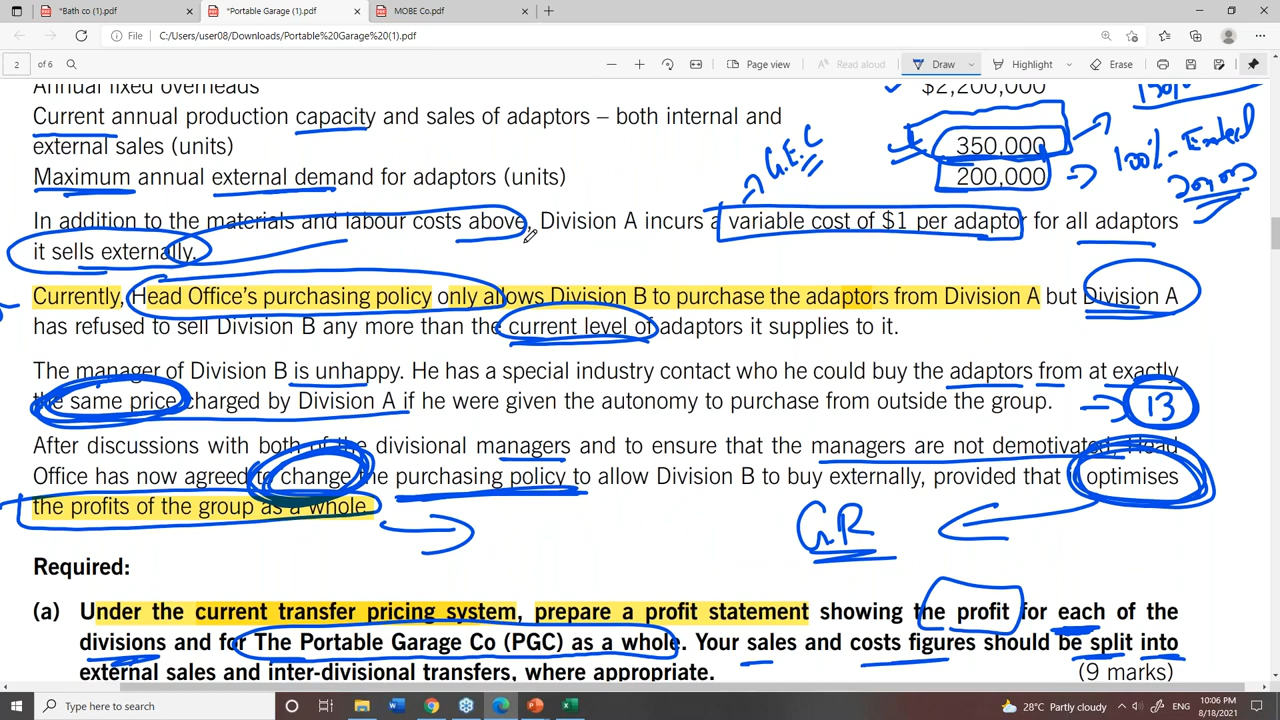 *Bath co (1).pdf
*Portable Garage (1).pdf
MOBE Co.pdf
File
C:/Users/user08/Downloads/Portable%20Garage%20(1).pdf
2 of 6
Page view
Read aloud
Draw
Highlight
Erase
Annual fixed overheads $2,200,000
Current annual production capacity and sales of adaptors – both internal and
external sales (units) 350,000
Maximum annual external demand for adaptors (units) 200,000
G.E.C
100%
In addition to the materials and labour costs above, Division A incurs a variable cost of $1 per adaptor for all adaptors
it sells externally.
Currently, Head Office's purchasing policy only allows Division B to purchase the adaptors from Division A but Division A
has refused to sell Division B any more than the current level of adaptors it supplies to it.
The manager of Division B is unhappy. He has a special industry contact who he could buy the adaptors from at exactly
the same price charged by Division A if he were given the autonomy to purchase from outside the group.
13
After discussions with both of the divisional managers and to ensure that the managers are not demotivated, Head
Office has now agreed to change the purchasing policy to allow Division B to buy externally, provided that it optimises
the profits of the group as a whole.
G.R
Required:
(a) Under the current transfer pricing system, prepare a profit statement showing the profit for each of the
divisions and for The Portable Garage Co (PGC) as a whole. Your sales and costs figures should be split into
external sales and inter-divisional transfers, where appropriate. (9 marks)
Type here to search
28°C Partly cloudy
ENG
10:06 PM
8/18/2021